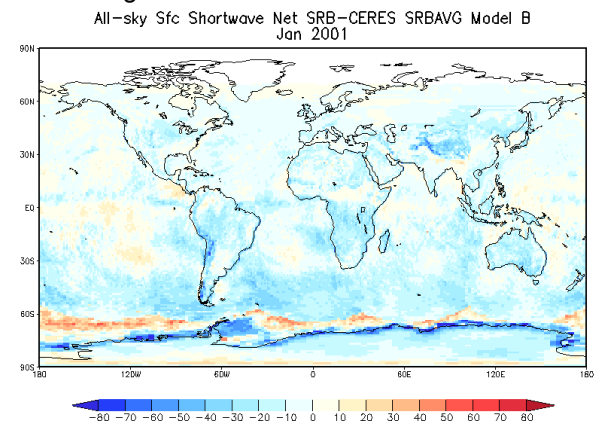 All-sky Sfc Shortwave Net SRB-CERES SRBAVG Model B
Jan 2001
90N
60N
30N
EQ
30S
60S
90S
180 120W 60W 0 60E 120E 180
-80 -70 -60 -50 -40 -30 -20 -10 0 10 20 30 40 50 60 70 80